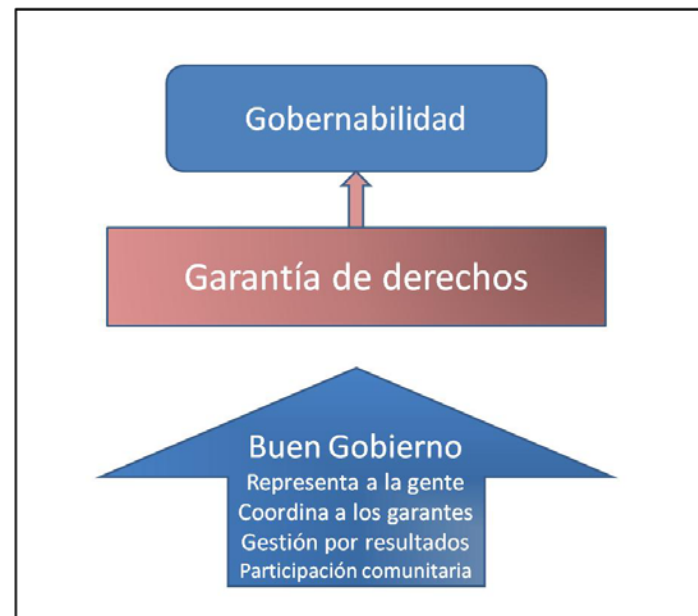 Gobernabilidad
Garantía de derechos
Buen Gobierno
Representa a la gente
Coordina a los garantes
Gestión por resultados
Participación comunitaria